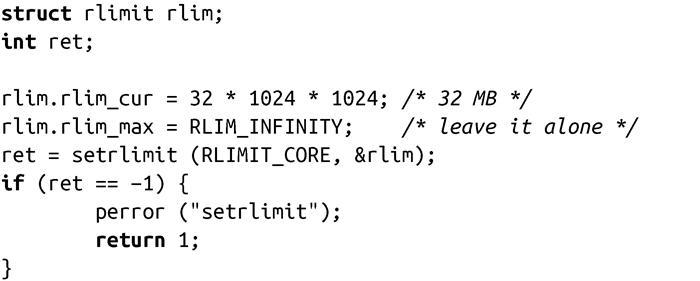 struct rlimit rlim;
int ret;

rlim.rlim_cur = 32 * 1024 * 1024; /* 32 MB */
rlim.rlim_max = RLIM_INFINITY;    /* leave it alone */
ret = setrlimit (RLIMIT_CORE, &rlim);
if (ret == −1) {
        perror ("setrlimit");
        return 1;
}